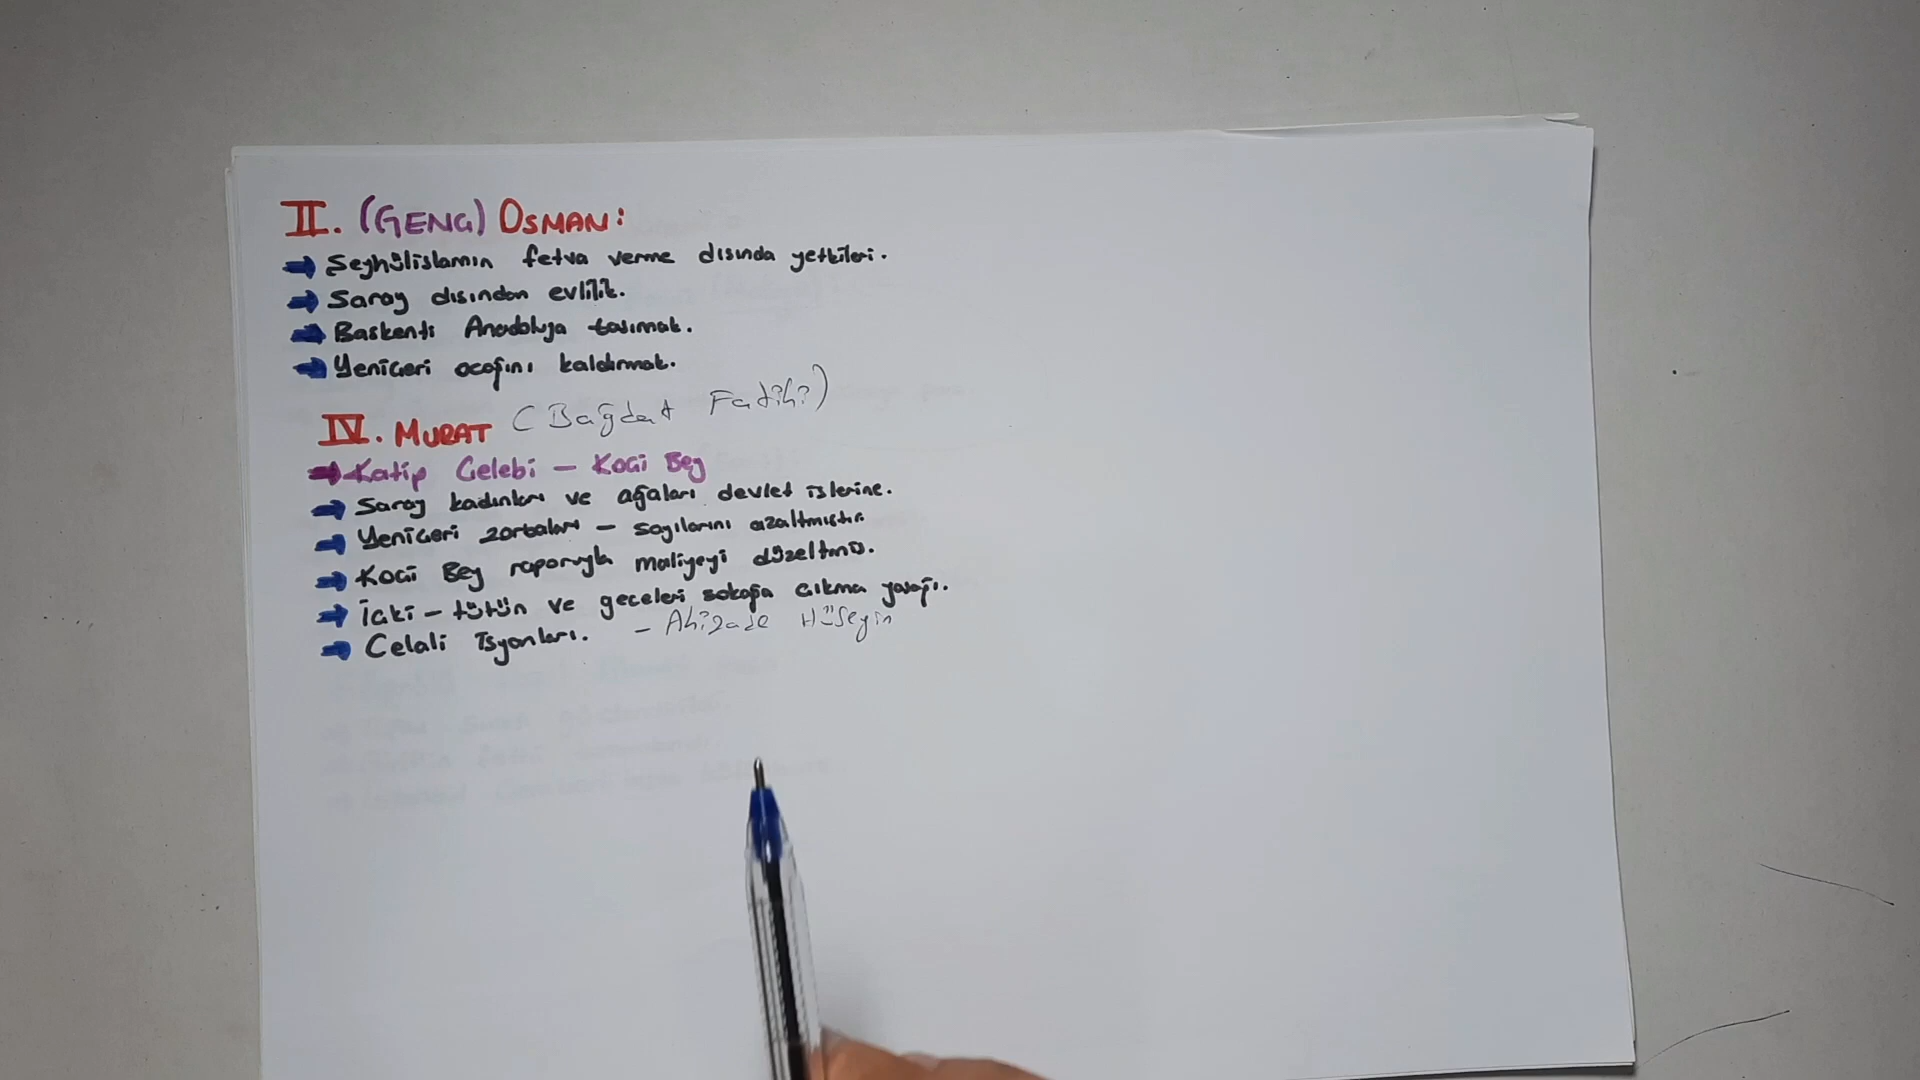 II. (GENÇ) OSMAN:
Şeyhülislamın fetva verme dışında yetkileri.
Saray dışından evlilik.
Başkenti Anadoluya taşımak.
Yeniçeri ocağını kaldırmak.
IV. MURAT (Bağdat Fatihi)
Katip Çelebi – Koçi Bey
Saray kadınları ve ağaları devlet işlerine.
Yeniçeri zorbaları – sayılarını azaltmıştır.
Koçi Bey raporuyla maliyeyi düzeltmiş.
İçki – tütün ve geceleri sokağa çıkma yasağı.
Celali İsyanları. – Ahizade Hüseyin